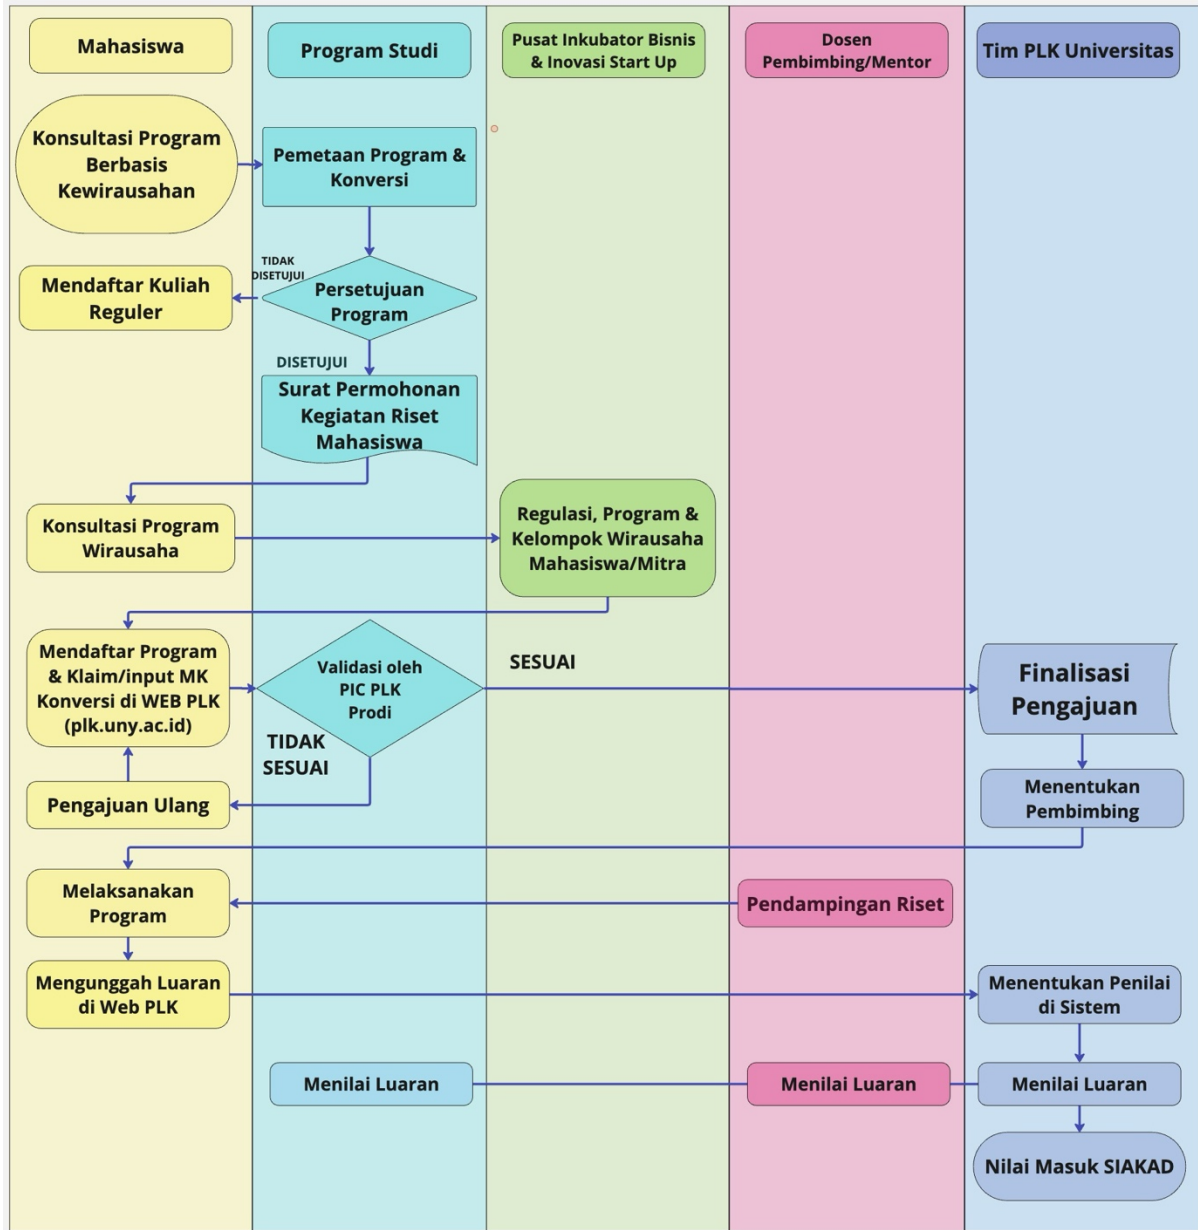 Mahasiswa
Program Studi
Pusat Inkubator Bisnis
& Inovasi Start Up
Dosen
Pembimbing/Mentor
Tim PLK Universitas
Konsultasi Program
Berbasis
Kewirausahan
Pemetaan Program &
Konversi
TIDAK
DISETUJUI
Mendaftar Kuliah
Reguler
Persetujuan
Program
DISETUJUI
Surat Permohonan
Kegiatan Riset
Mahasiswa
Konsultasi Program
Wirausaha
Regulasi, Program &
Kelompok Wirausaha
Mahasiswa/Mitra
Mendaftar Program
& Klaim/input MK
Konversi di WEB PLK
(plk.uny.ac.id)
Validasi oleh
PIC PLK
Prodi
SESUAI
Finalisasi
Pengajuan
TIDAK
SESUAI
Pengajuan Ulang
Menentukan
Pembimbing
Melaksanakan
Program
Pendampingan Riset
Mengunggah Luaran
di Web PLK
Menentukan Penilai
di Sistem
Menilai Luaran
Menilai Luaran
Menilai Luaran
Nilai Masuk SIAKAD